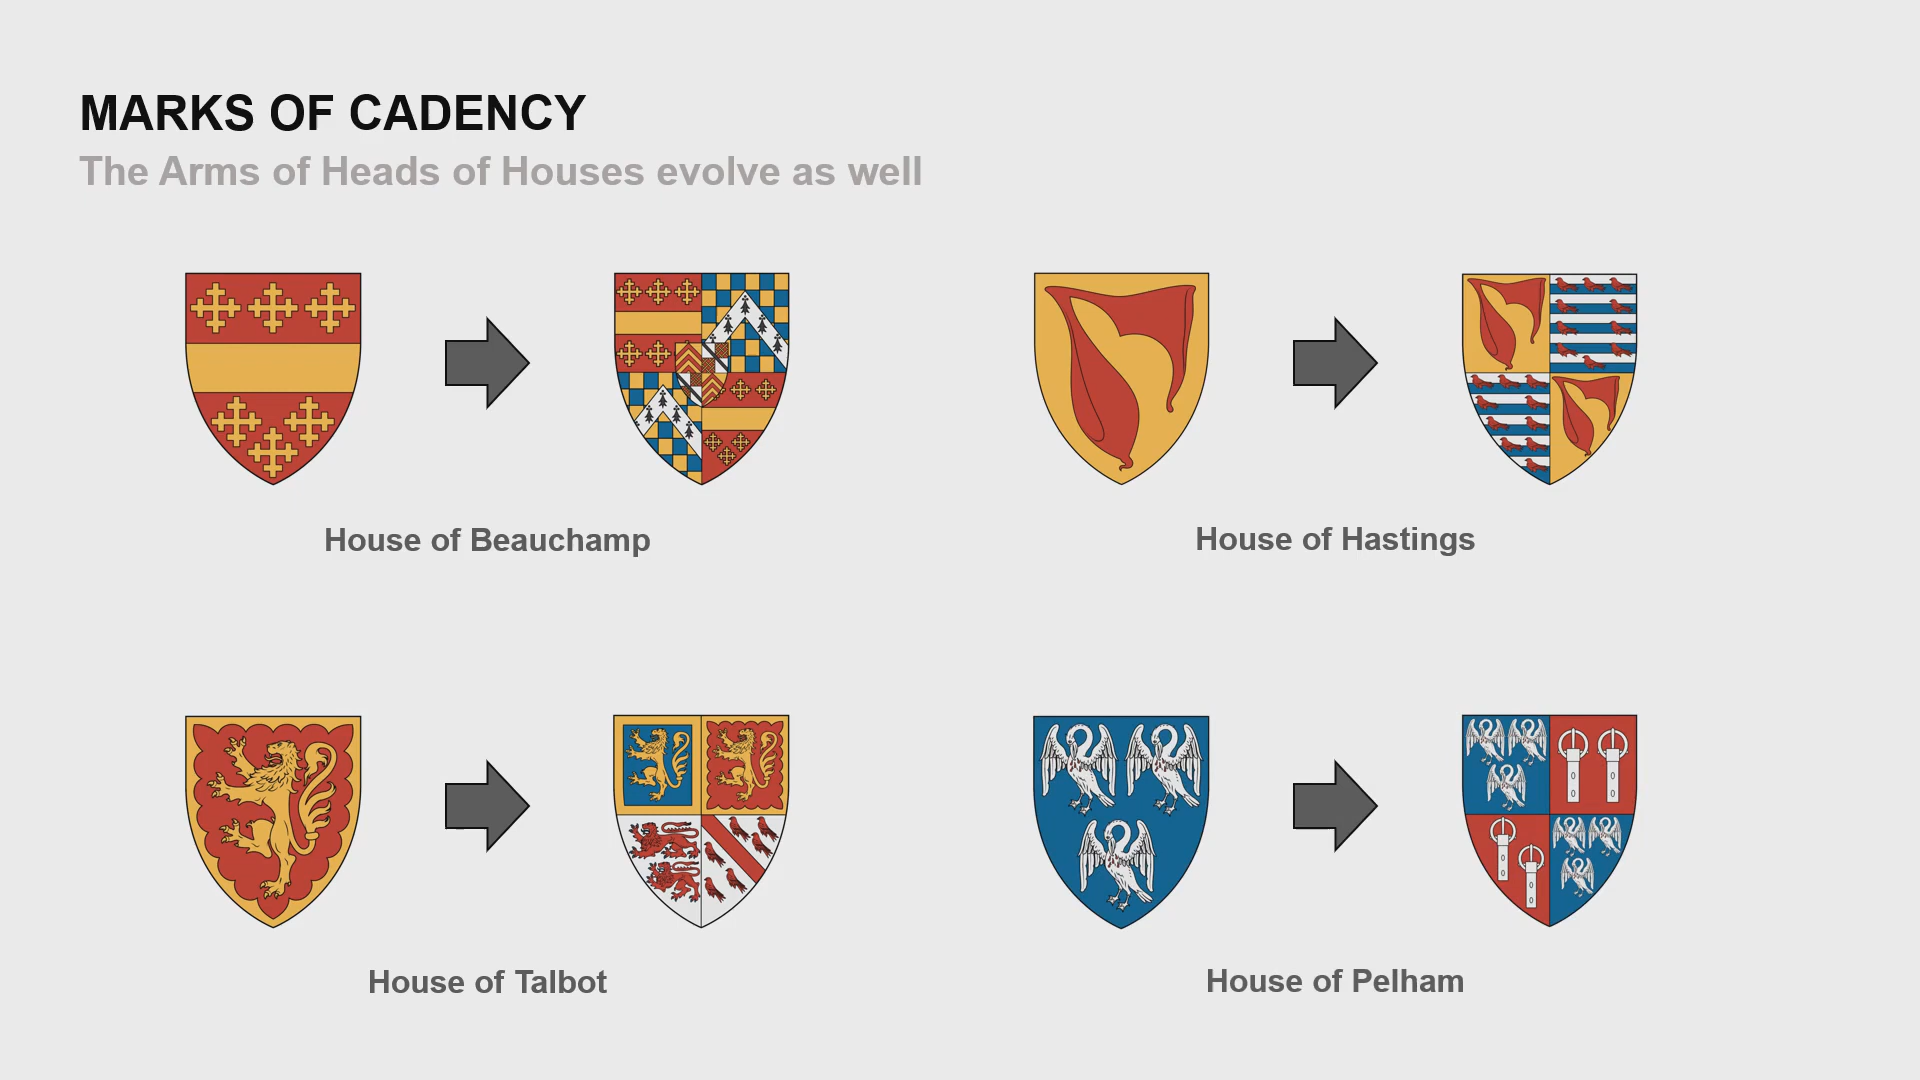 MARKS OF CADENCY
The Arms of Heads of Houses evolve as well
House of Beauchamp
House of Hastings
House of Talbot
House of Pelham